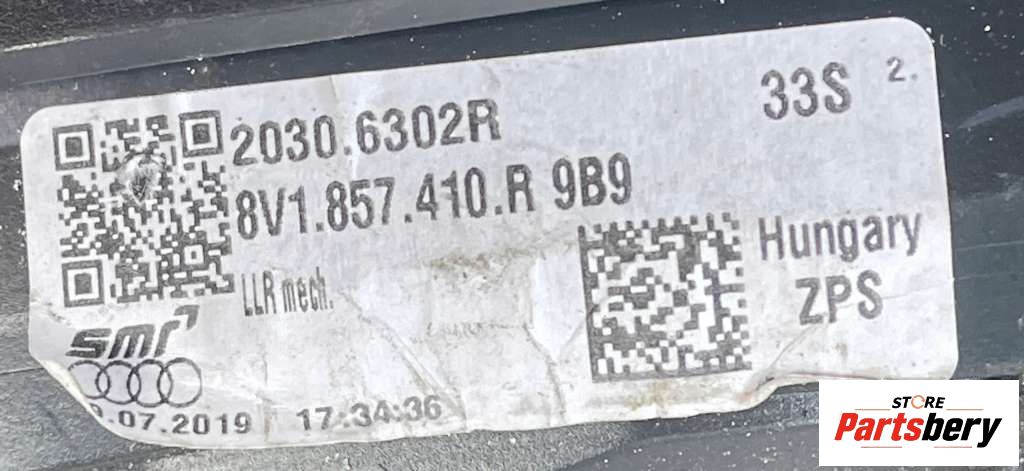 2030.6302R
33S 2.
8V1.857.410.R 9B9
LLR mech.
Hungary
ZPS
smr
.07.2019 17:34:36
STORE
Partsbery